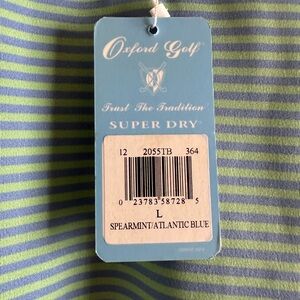 Oxford Golf
Trust The Tradition
SUPER DRY
12 2055TB 364
0 23783 58728 5
L
SPEARMINT/ATLANTIC BLUE